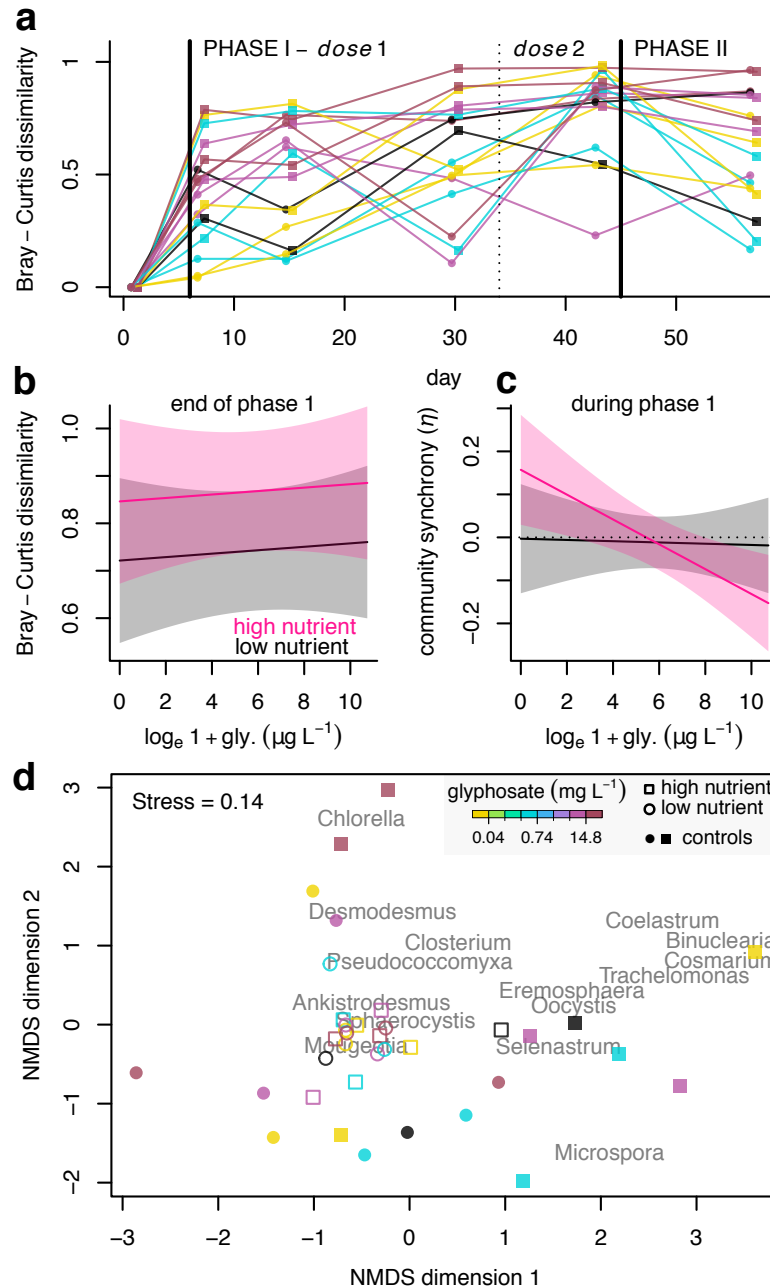 a
PHASE I – dose 1
dose 2
PHASE II
Bray – Curtis dissimilarity
1
0.5
0
0 10 20 30 40 50
day
b
end of phase 1
Bray – Curtis dissimilarity
1.0
0.8
0.6
high nutrient
low nutrient
0 2 4 6 8 10
log_e 1 + gly. (µg L⁻¹)
c
during phase 1
community synchrony (η)
0.2
0.0
−0.2
0 2 4 6 8 10
log_e 1 + gly. (µg L⁻¹)
d
Stress = 0.14
glyphosate (mg L⁻¹)
0.04 0.74 14.8
high nutrient
low nutrient
controls
NMDS dimension 2
3
2
1
0
−1
−2
Chlorella
Desmodesmus
Closterium
Pseudococcomyxa
Coelastrum
Binuclearia
Cosmarium
Trachelomonas
Eremosphaera
Ankistrodesmus
Oocystis
Sphaerocystis
Mougeotia
Selenastrum
Microspora
−3 −2 −1 0 1 2 3
NMDS dimension 1